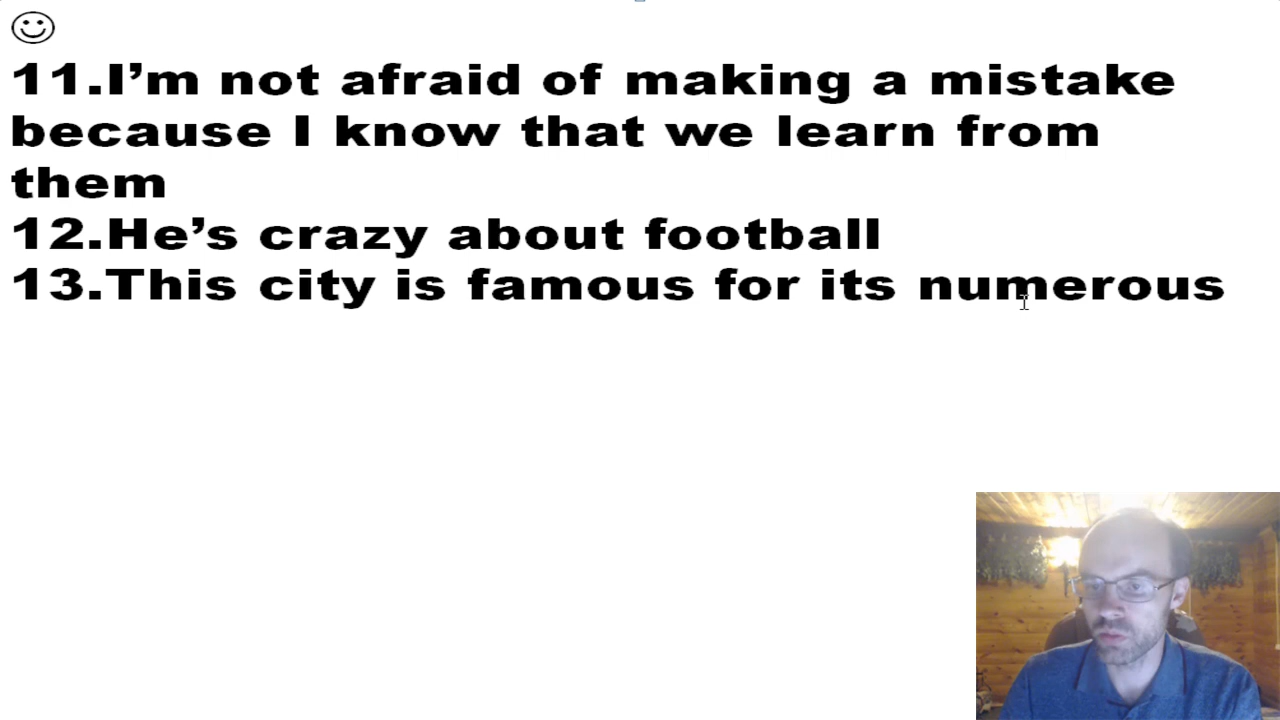 11.I’m not afraid of making a mistake
because I know that we learn from
them
12.He’s crazy about football
13.This city is famous for its numerous